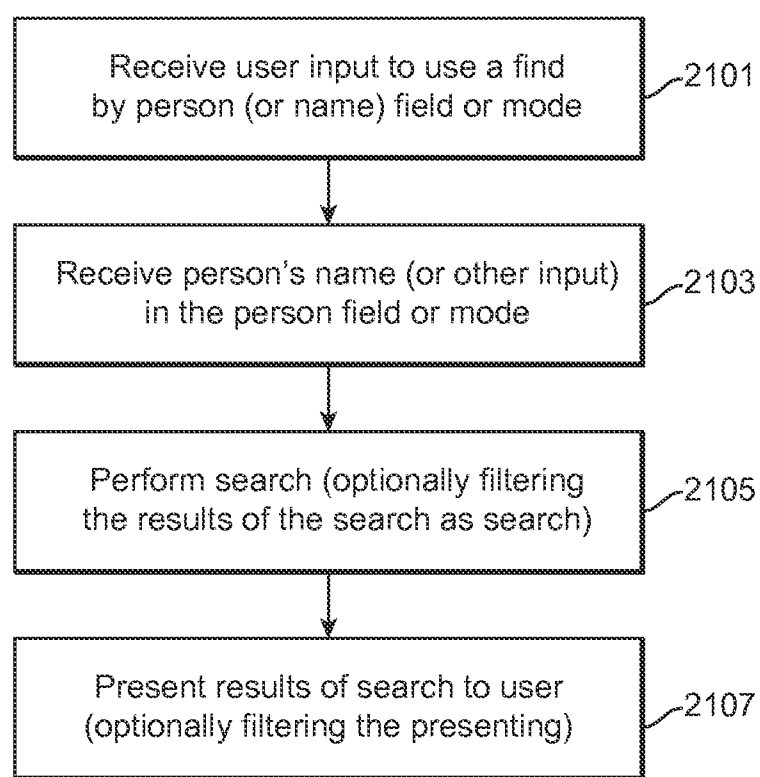 Receive user input to use a find
by person (or name) field or mode
2101
Receive person's name (or other input)
in the person field or mode
2103
Perform search (optionally filtering
the results of the search as search)
2105
Present results of search to user
(optionally filtering the presenting)
2107